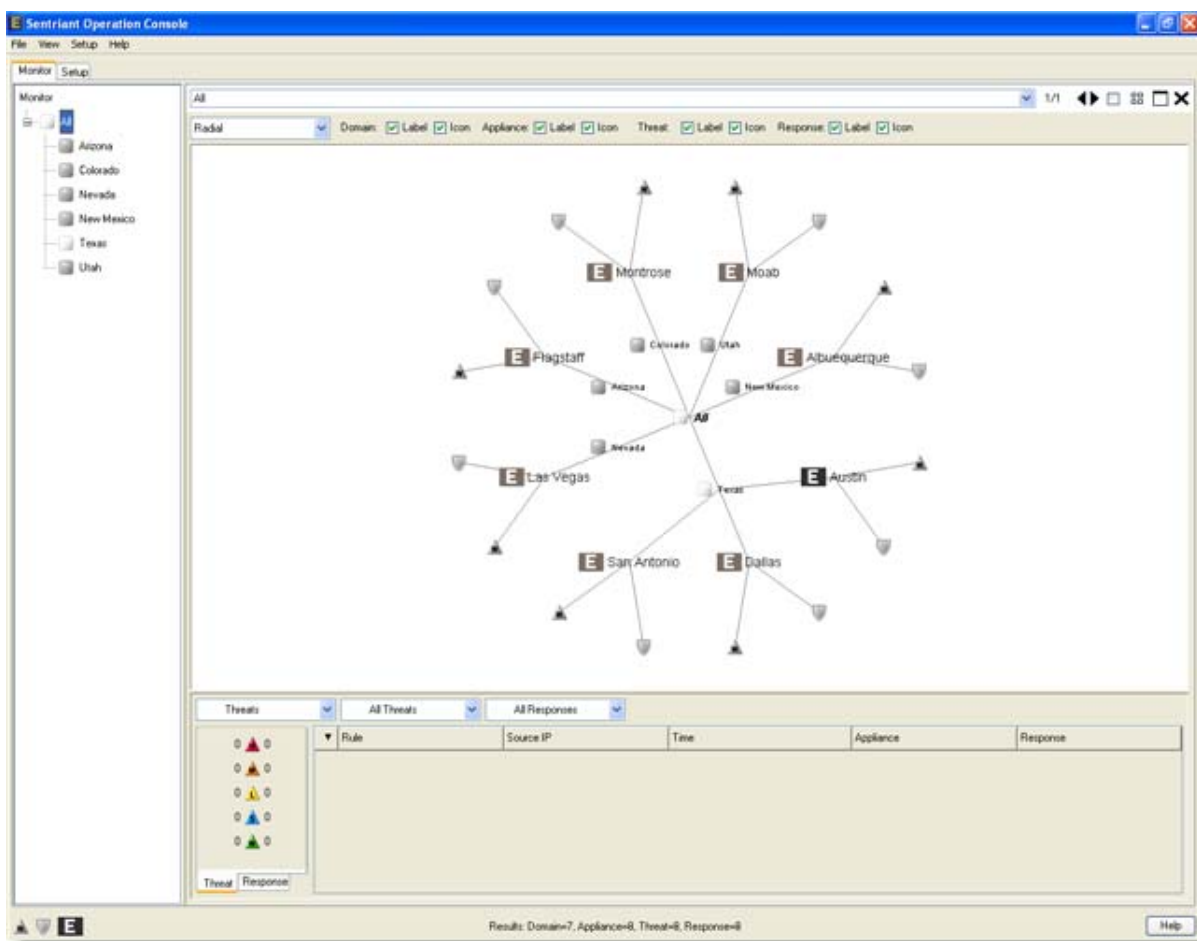 E Sentriant Operation Console
File View Setup Help
Monitor Setup
Monitor
All
Arizona
Colorado
Nevada
New Mexico
Texas
Utah
All 1/1
Radial Domain: Label Icon Appliance: Label Icon Threat: Label Icon Response: Label Icon
E Montrose
E Moab
Colorado
Utah
E Flagstaff
E Albuequerque
Arizona
New Mexico
All
Nevada
E Las Vegas
Texas
E Austin
E San Antonio
E Dallas
Threats All Threats All Responses
Rule Source IP Time Appliance Response
0 0
0 0
0 L 0
0 0
0 0
Threat Response
E
Results: Domain=7, Appliance=8, Threat=8, Response=8
Help